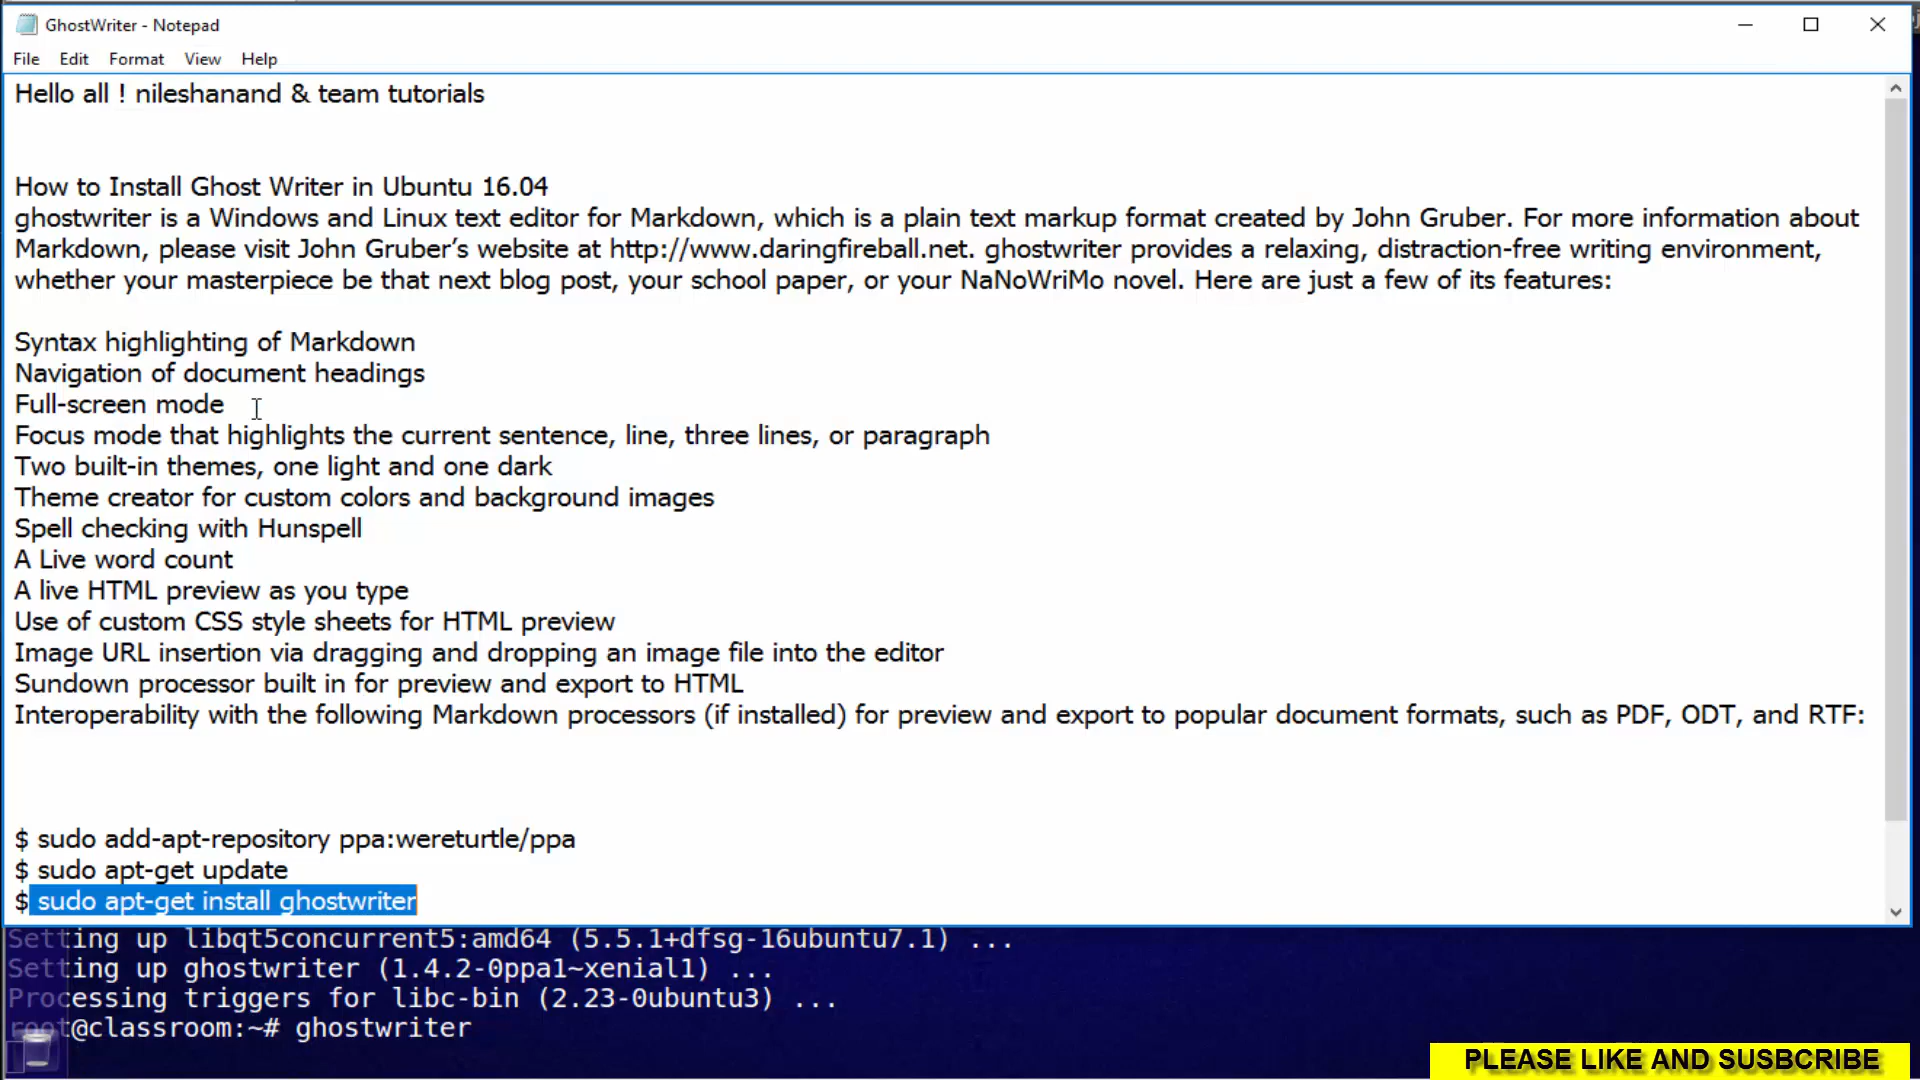 GhostWriter - Notepad
File Edit Format View Help
Hello all ! nileshanand & team tutorials
How to Install Ghost Writer in Ubuntu 16.04
ghostwriter is a Windows and Linux text editor for Markdown, which is a plain text markup format created by John Gruber. For more information about
Markdown, please visit John Gruber’s website at http://www.daringfireball.net. ghostwriter provides a relaxing, distraction-free writing environment,
whether your masterpiece be that next blog post, your school paper, or your NaNoWriMo novel. Here are just a few of its features:
Syntax highlighting of Markdown
Navigation of document headings
Full-screen mode
Focus mode that highlights the current sentence, line, three lines, or paragraph
Two built-in themes, one light and one dark
Theme creator for custom colors and background images
Spell checking with Hunspell
A Live word count
A live HTML preview as you type
Use of custom CSS style sheets for HTML preview
Image URL insertion via dragging and dropping an image file into the editor
Sundown processor built in for preview and export to HTML
Interoperability with the following Markdown processors (if installed) for preview and export to popular document formats, such as PDF, ODT, and RTF:
$ sudo add-apt-repository ppa:wereturtle/ppa
$ sudo apt-get update
$ sudo apt-get install ghostwriter
Setting up libqt5concurrent5:amd64 (5.5.1+dfsg-16ubuntu7.1) ...
Setting up ghostwriter (1.4.2-0ppa1~xenial1) ...
Processing triggers for libc-bin (2.23-0ubuntu3) ...
root@classroom:~# ghostwriter
PLEASE LIKE AND SUSBCRIBE